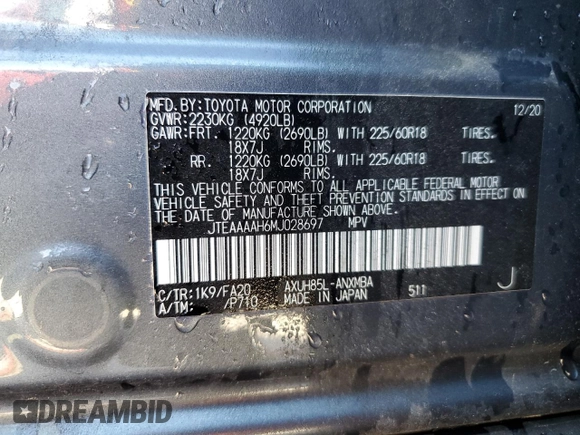 MFD.BY:TOYOTA MOTOR CORPORATION 12/20
GVWR:2230KG (4920LB)
GAWR:FRT. 1220KG (2690LB) WITH 225/60R18 TIRES.
18X7J RIMS.
RR. 1220KG (2690LB) WITH 225/60R18 TIRES.
18X7J RIMS.
THIS VEHICLE CONFORMS TO ALL APPLICABLE FEDERAL MOTOR
VEHICLE SAFETY AND THEFT PREVENTION STANDARDS IN EFFECT
ON THE DATE OF MANUFACTURE SHOWN ABOVE.
JTEAAAAH6MJ028697 MPV
C/TR:1K9/FA20 AXUH85L-ANXMBA 511 J
A/TM: /P710 MADE IN JAPAN
DREAMBID